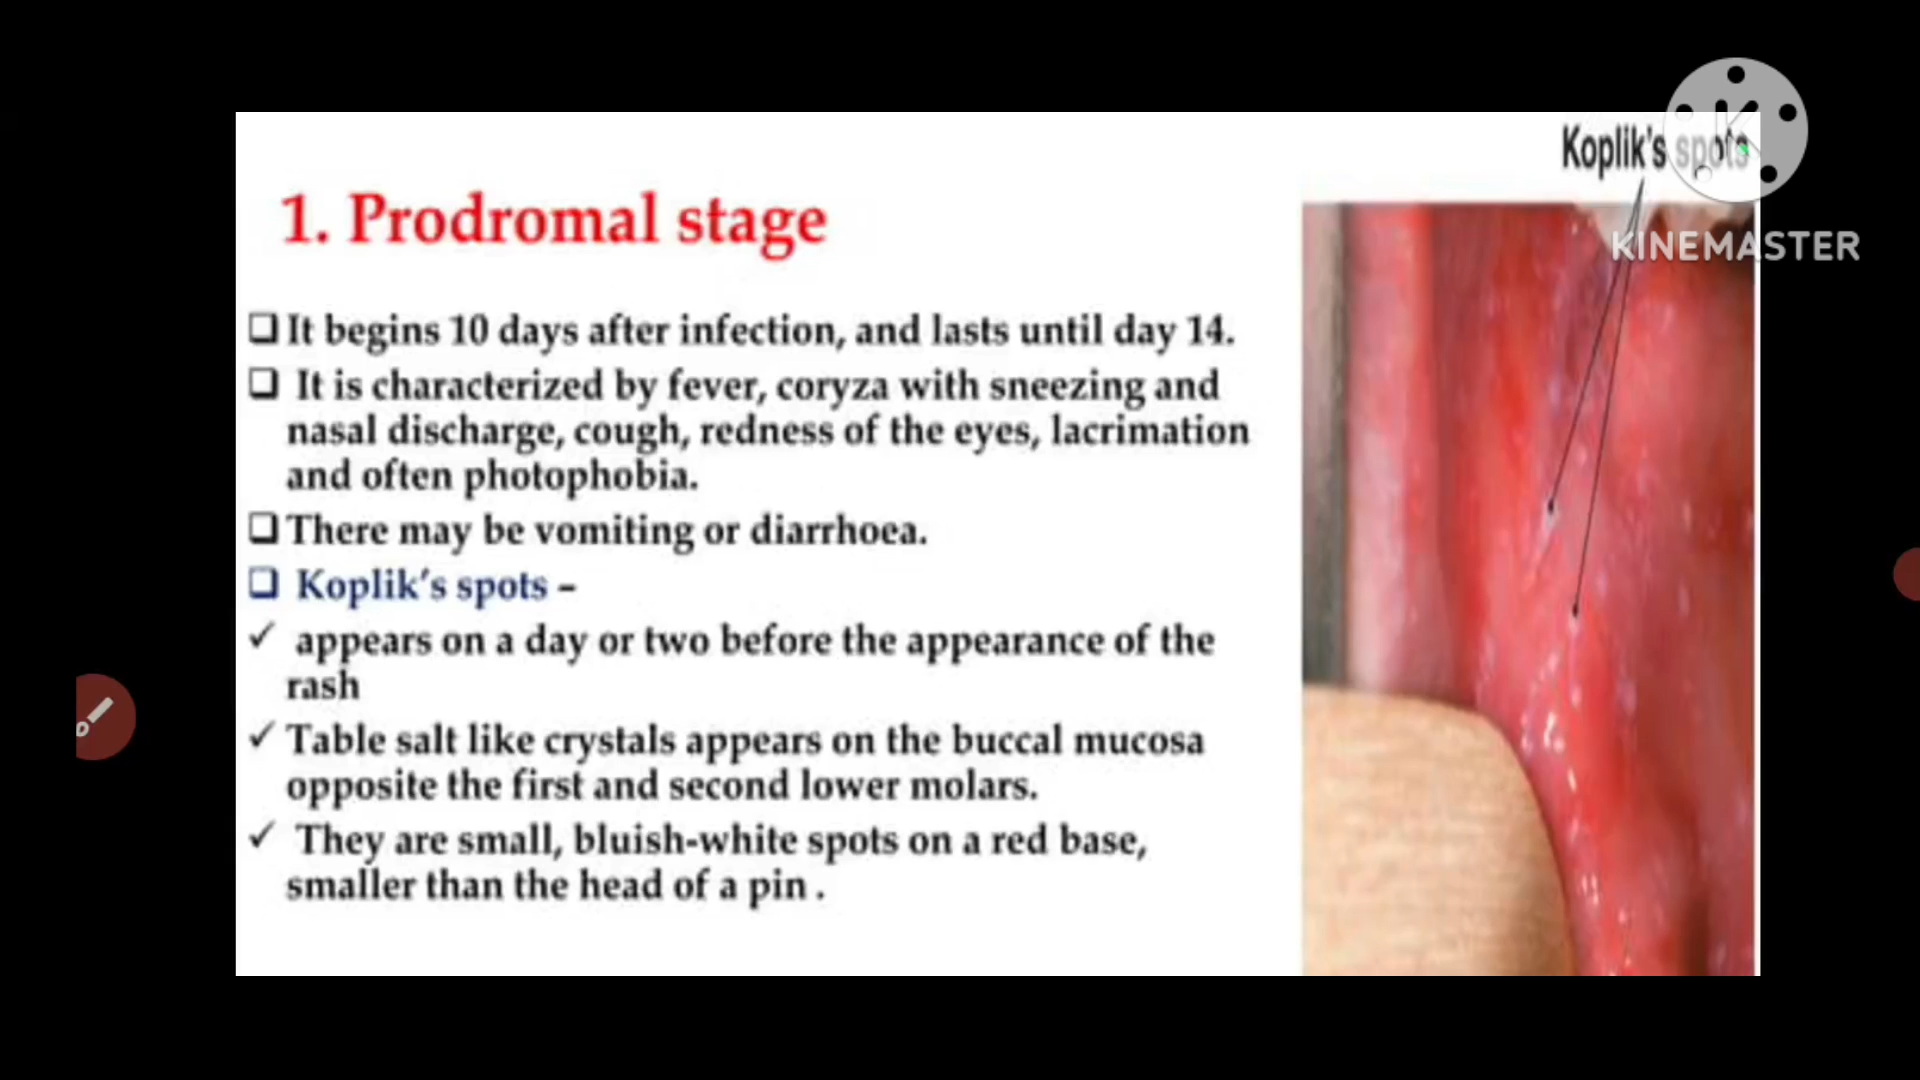 Koplik's spots
KINEMASTER
1. Prodromal stage
It begins 10 days after infection, and lasts until day 14.
It is characterized by fever, coryza with sneezing and
nasal discharge, cough, redness of the eyes, lacrimation
and often photophobia.
There may be vomiting or diarrhoea.
Koplik's spots –
✓ appears on a day or two before the appearance of the
rash
✓ Table salt like crystals appears on the buccal mucosa
opposite the first and second lower molars.
✓ They are small, bluish-white spots on a red base,
smaller than the head of a pin .